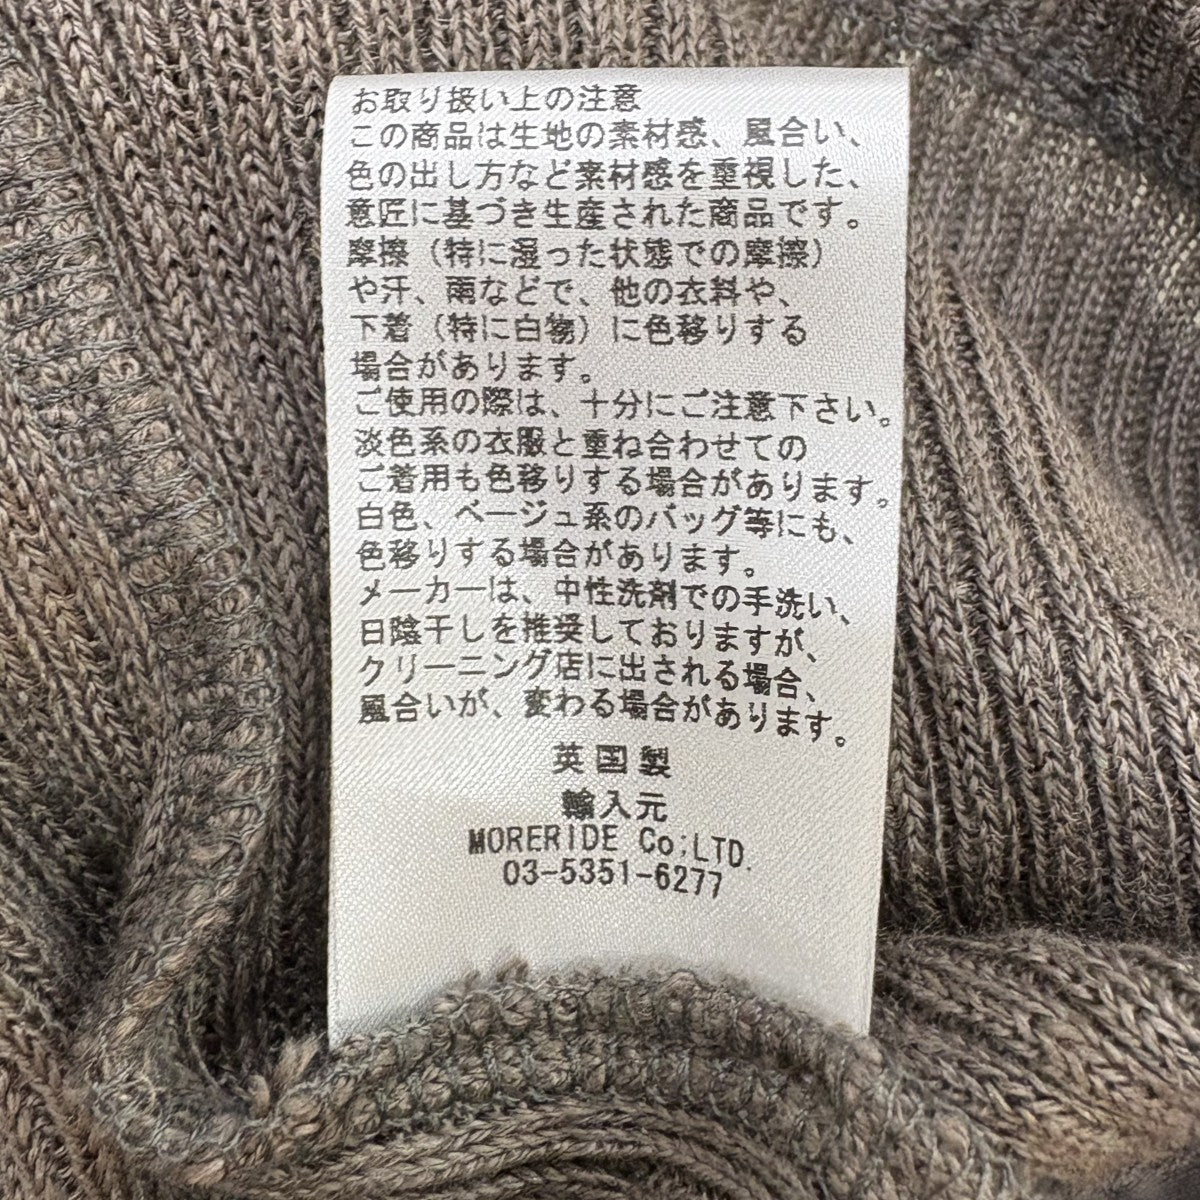 お取り扱い上の注意
この商品は生地の素材感、風合い、
色の出し方など素材感を重視した、
意匠に基づき生産された商品です。
摩擦（特に湿った状態での摩擦）
や汗、雨などで、他の衣料や、
下着（特に白物）に色移りする
場合があります。
ご使用の際は、十分にご注意下さい。
淡色系の衣服と重ね合わせての
ご着用も色移りする場合があります。
白色、ベージュ系のバッグ等にも、
色移りする場合があります。
メーカーは、中性洗剤での手洗い、
日陰干しを推奨しておりますが、
クリーニング店に出される場合、
風合いが、変わる場合があります。
英国製
輸入元
MORERIDE Co;LTD.
03-5351-6277